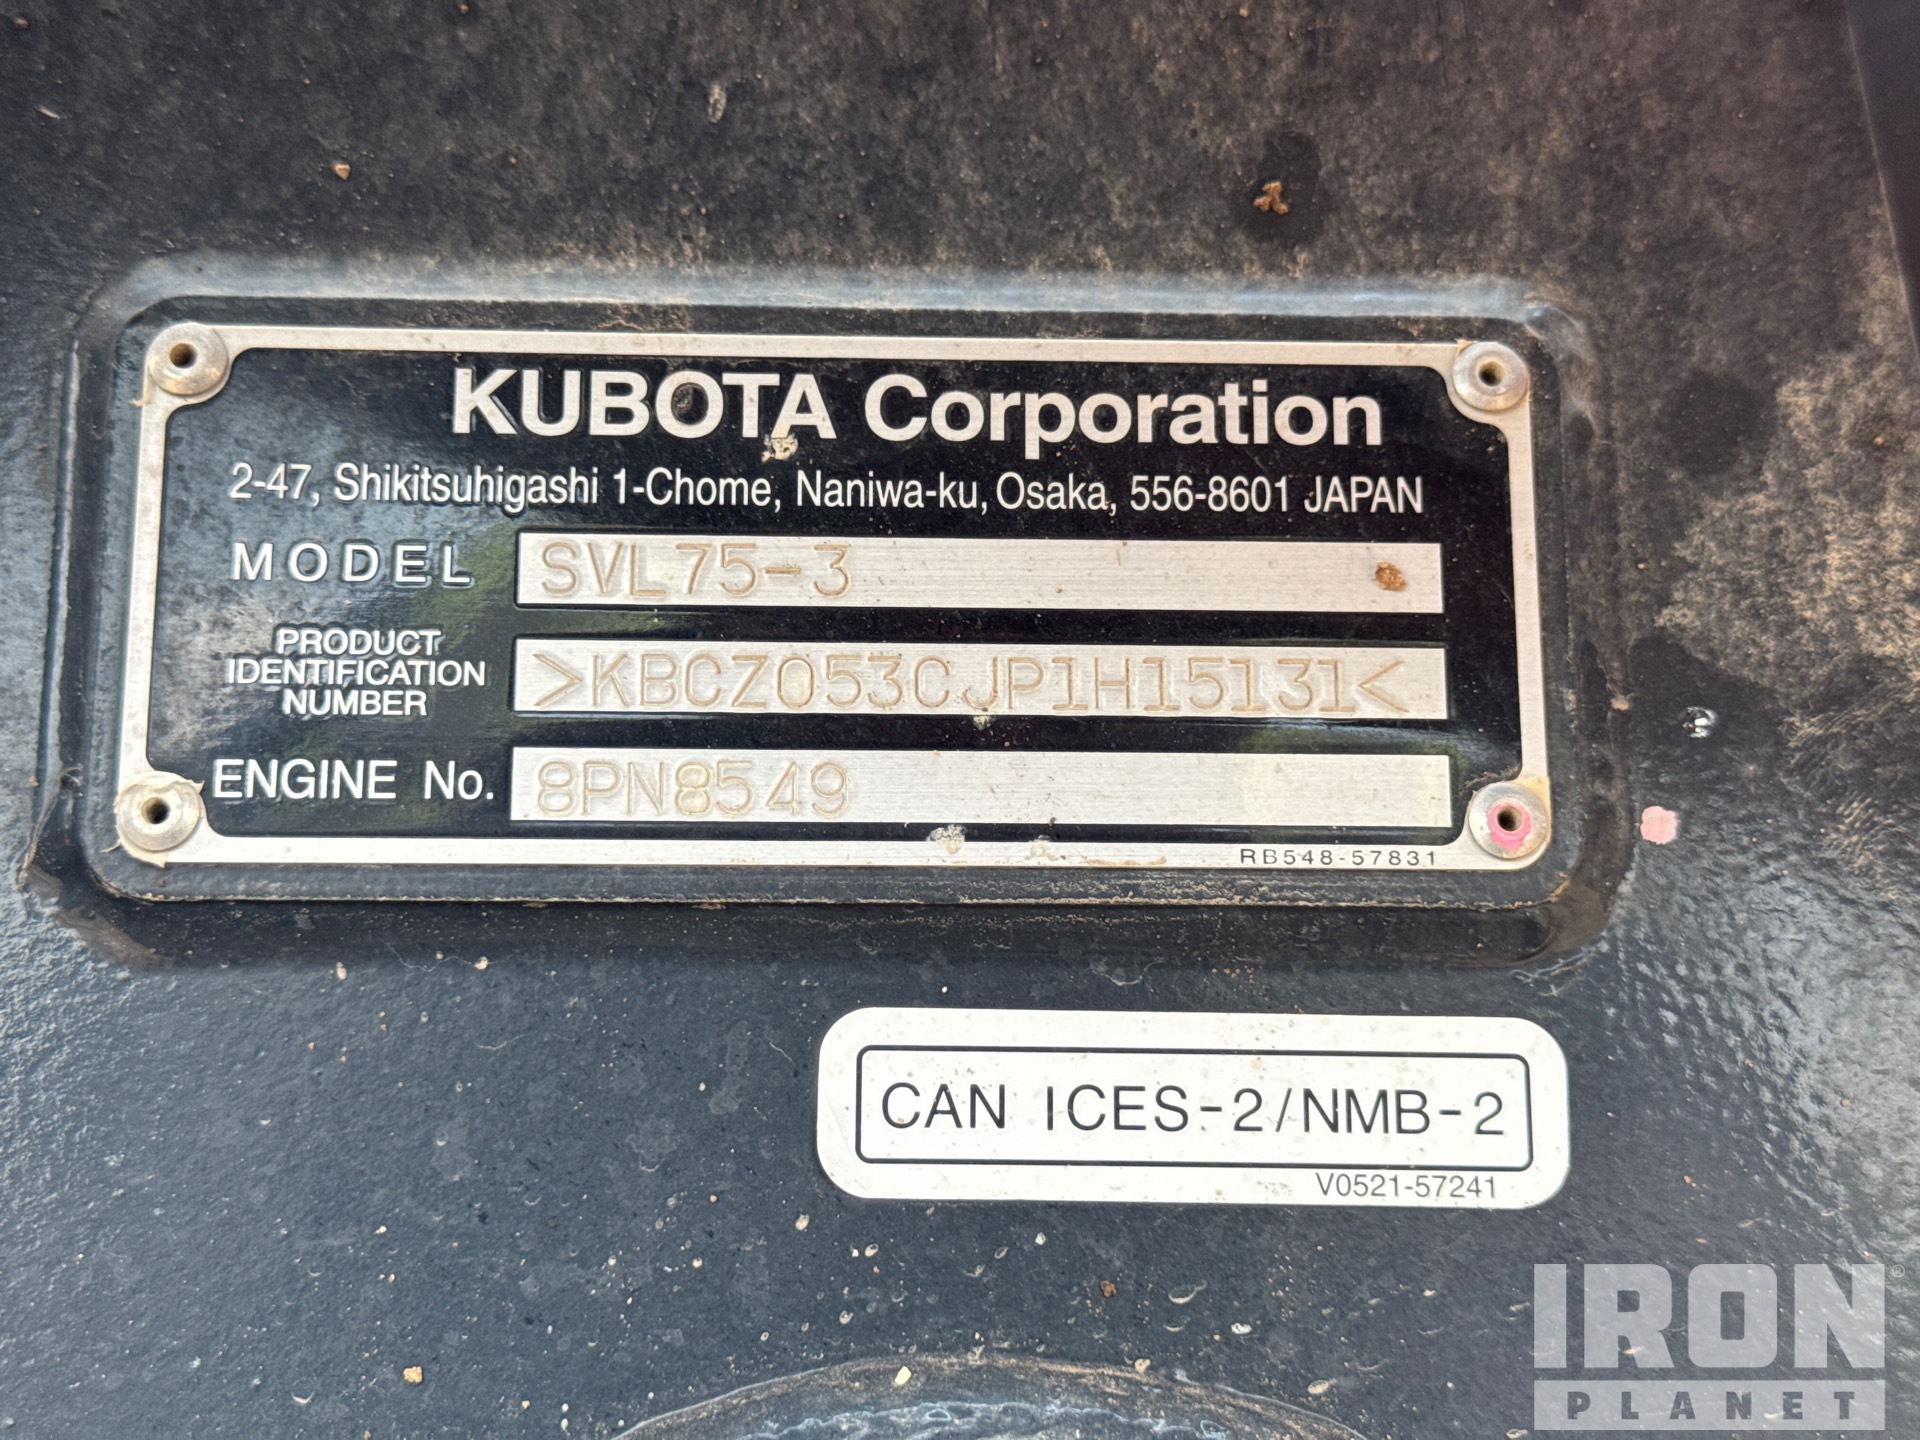 KUBOTA Corporation
2-47, Shikitsuhigashi 1-Chome, Naniwa-ku, Osaka, 556-8601 JAPAN
MODEL SVL75-3
PRODUCT
IDENTIFICATION
NUMBER >KBCZ053CJP1H15131<
ENGINE No. 8PN8549
RB548-57831
CAN ICES-2/NMB-2
V0521-57241
IRON®
PLANET